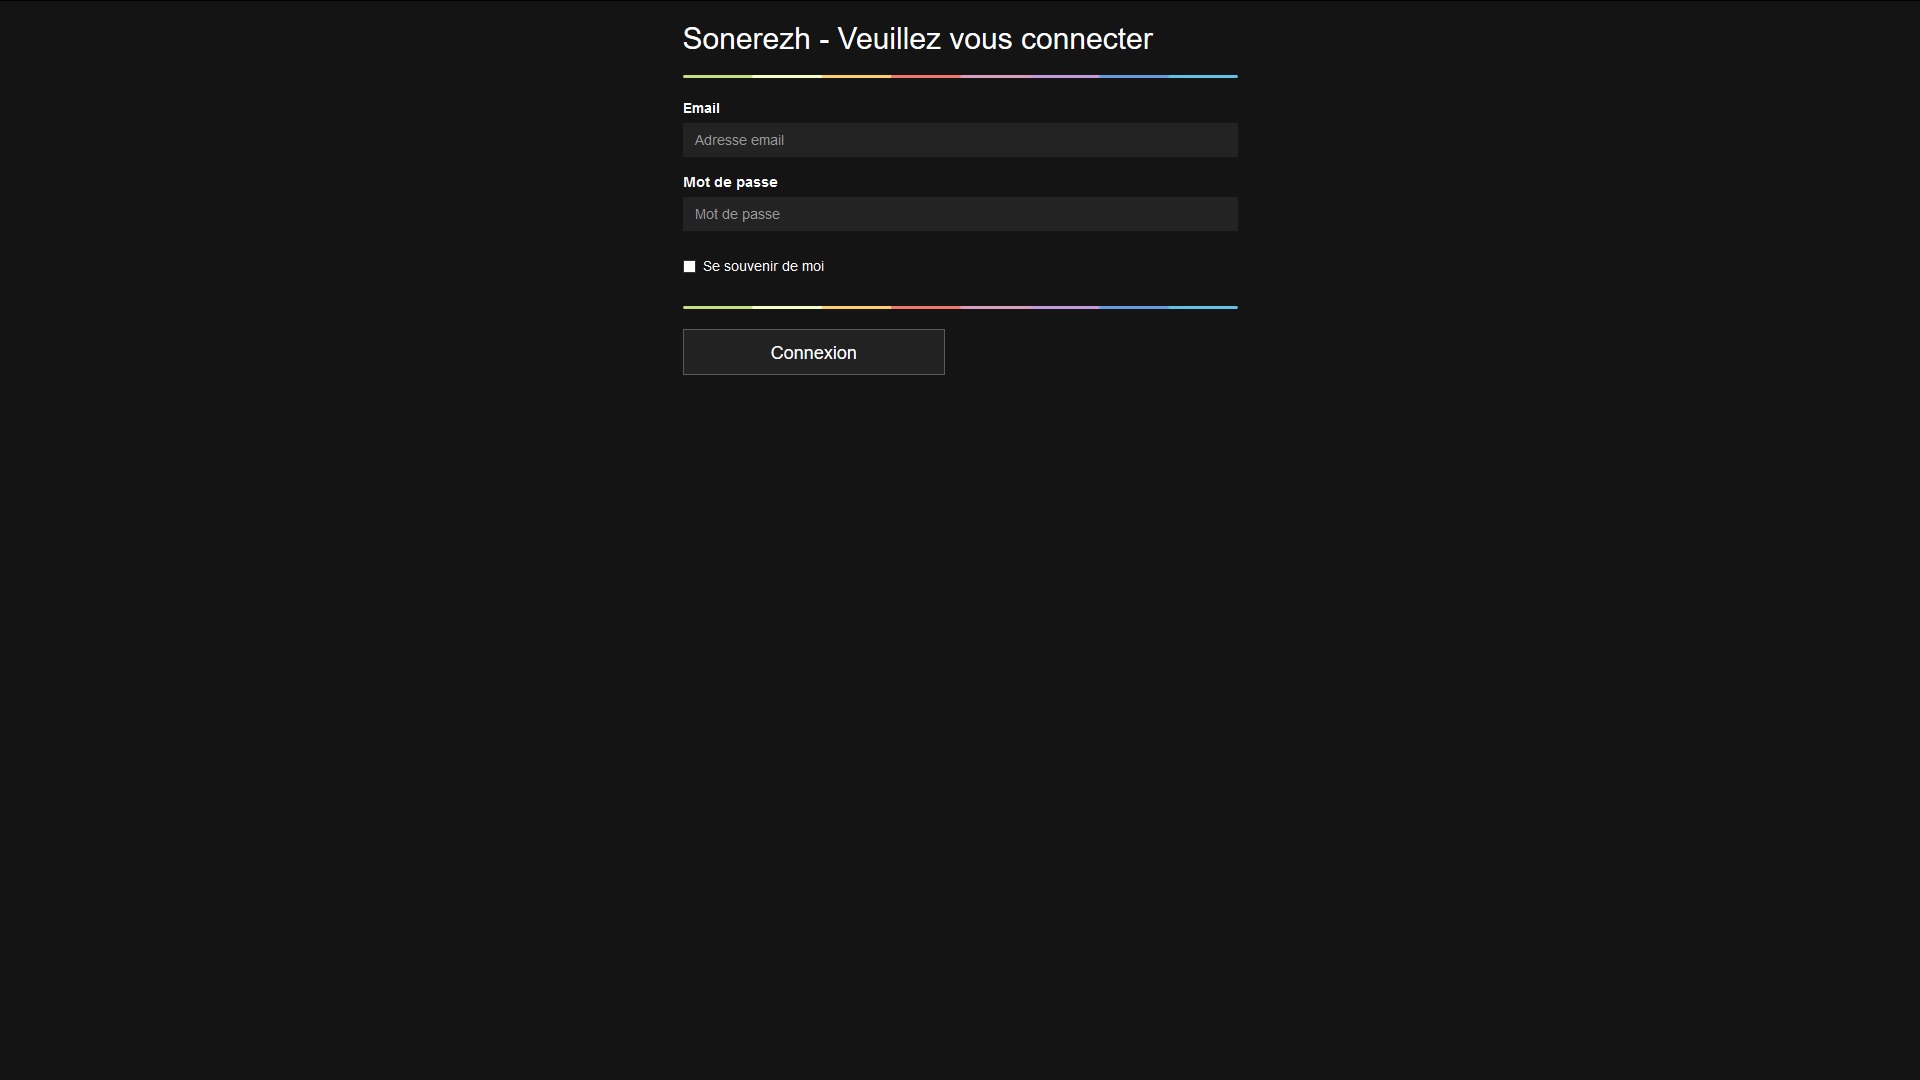 Sonerezh - Veuillez vous connecter
Email
Adresse email
Mot de passe
Mot de passe
Se souvenir de moi
Connexion